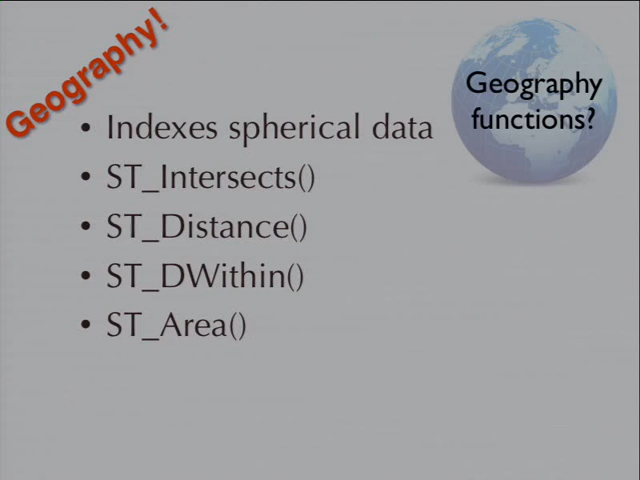 Geography!
Geography
functions?
• Indexes spherical data
• ST_Intersects()
• ST_Distance()
• ST_DWithin()
• ST_Area()